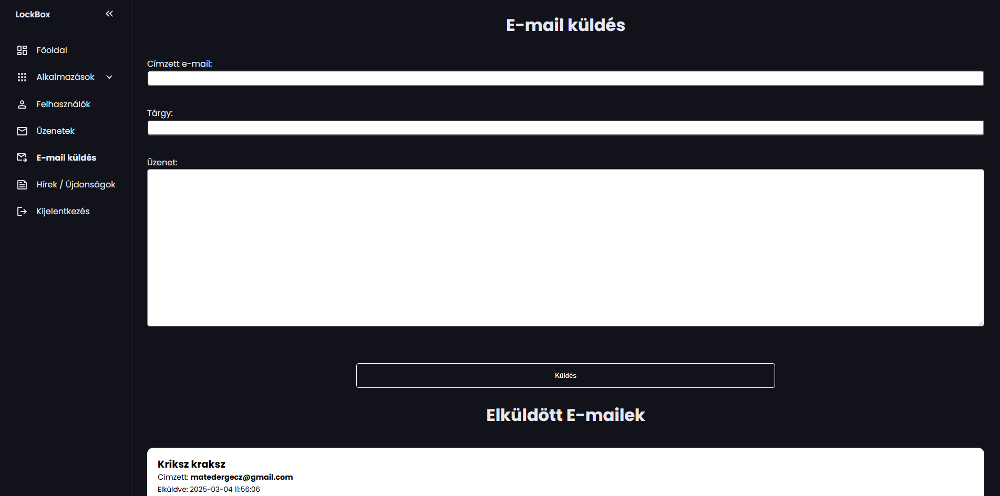 LockBox
Főoldal
Alkalmazások
Felhasználók
Üzenetek
E-mail küldés
Hírek / Újdonságok
Kijelentkezés
E-mail küldés
Címzett e-mail:
Tárgy:
Üzenet:
Küldés
Elküldött E-mailek
Kriksz kraksz
Címzett: matedergecz@gmail.com
Elküldve: 2025-03-04 11:56:06